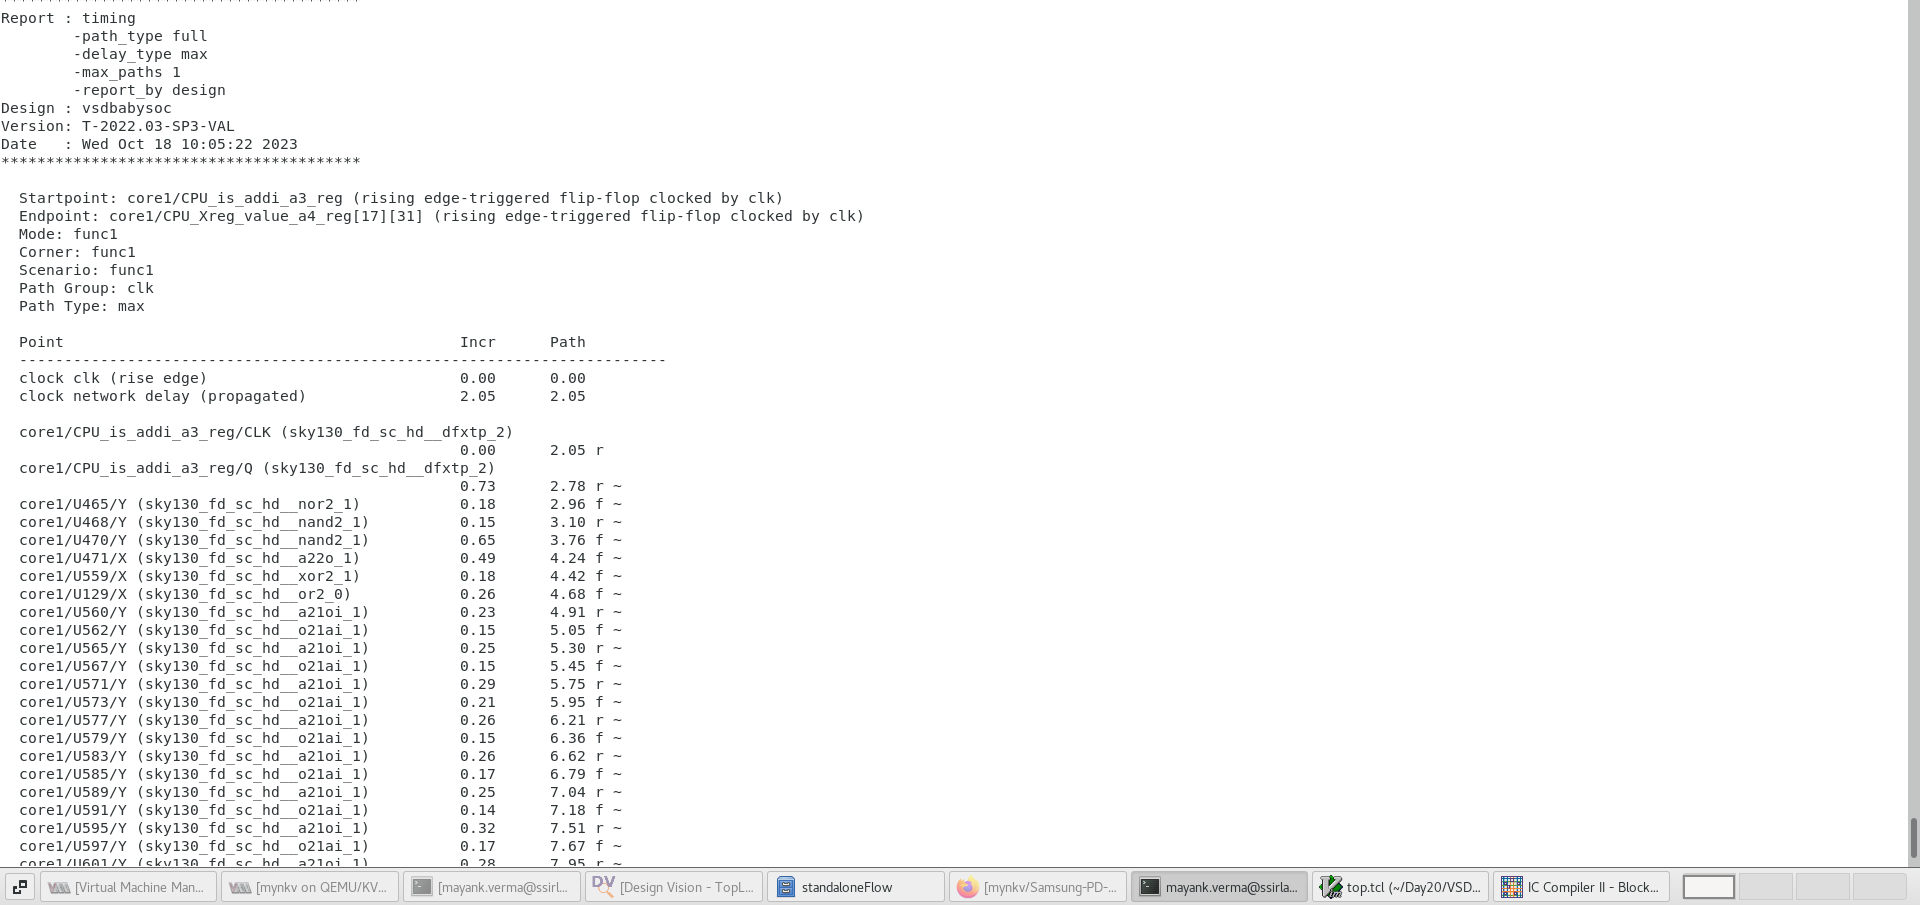 ****************************************
Report : timing
        -path_type full
        -delay_type max
        -max_paths 1
        -report_by design
Design : vsdbabysoc
Version: T-2022.03-SP3-VAL
Date   : Wed Oct 18 10:05:22 2023
****************************************
  Startpoint: core1/CPU_is_addi_a3_reg (rising edge-triggered flip-flop clocked by clk)
  Endpoint: core1/CPU_Xreg_value_a4_reg[17][31] (rising edge-triggered flip-flop clocked by clk)
  Mode: func1
  Corner: func1
  Scenario: func1
  Path Group: clk
  Path Type: max
  Point                                            Incr      Path
  ------------------------------------------------------------------------
  clock clk (rise edge)                            0.00      0.00
  clock network delay (propagated)                 2.05      2.05
  core1/CPU_is_addi_a3_reg/CLK (sky130_fd_sc_hd__dfxtp_2)
                                                   0.00      2.05 r
  core1/CPU_is_addi_a3_reg/Q (sky130_fd_sc_hd__dfxtp_2)
                                                   0.73      2.78 r ~
  core1/U465/Y (sky130_fd_sc_hd__nor2_1)           0.18      2.96 f ~
  core1/U468/Y (sky130_fd_sc_hd__nand2_1)          0.15      3.10 r ~
  core1/U470/Y (sky130_fd_sc_hd__nand2_1)          0.65      3.76 f ~
  core1/U471/X (sky130_fd_sc_hd__a22o_1)           0.49      4.24 f ~
  core1/U559/X (sky130_fd_sc_hd__xor2_1)           0.18      4.42 f ~
  core1/U129/X (sky130_fd_sc_hd__or2_0)            0.26      4.68 f ~
  core1/U560/Y (sky130_fd_sc_hd__a21oi_1)          0.23      4.91 r ~
  core1/U562/Y (sky130_fd_sc_hd__o21ai_1)          0.15      5.05 f ~
  core1/U565/Y (sky130_fd_sc_hd__a21oi_1)          0.25      5.30 r ~
  core1/U567/Y (sky130_fd_sc_hd__o21ai_1)          0.15      5.45 f ~
  core1/U571/Y (sky130_fd_sc_hd__a21oi_1)          0.29      5.75 r ~
  core1/U573/Y (sky130_fd_sc_hd__o21ai_1)          0.21      5.95 f ~
  core1/U577/Y (sky130_fd_sc_hd__a21oi_1)          0.26      6.21 r ~
  core1/U579/Y (sky130_fd_sc_hd__o21ai_1)          0.15      6.36 f ~
  core1/U583/Y (sky130_fd_sc_hd__a21oi_1)          0.26      6.62 r ~
  core1/U585/Y (sky130_fd_sc_hd__o21ai_1)          0.17      6.79 f ~
  core1/U589/Y (sky130_fd_sc_hd__a21oi_1)          0.25      7.04 r ~
  core1/U591/Y (sky130_fd_sc_hd__o21ai_1)          0.14      7.18 f ~
  core1/U595/Y (sky130_fd_sc_hd__a21oi_1)          0.32      7.51 r ~
  core1/U597/Y (sky130_fd_sc_hd__o21ai_1)          0.17      7.67 f ~
  core1/U601/Y (sky130_fd_sc_hd__a21oi_1)          0.28      7.95 r ~
[Virtual Machine Man... [mynkv on QEMU/KV... [mayank.verma@ssirl... DV [Design Vision - TopL... standaloneFlow [mynkv/Samsung-PD-... mayank.verma@ssirla... top.tcl (~/Day20/VSD... IC Compiler II - Block...